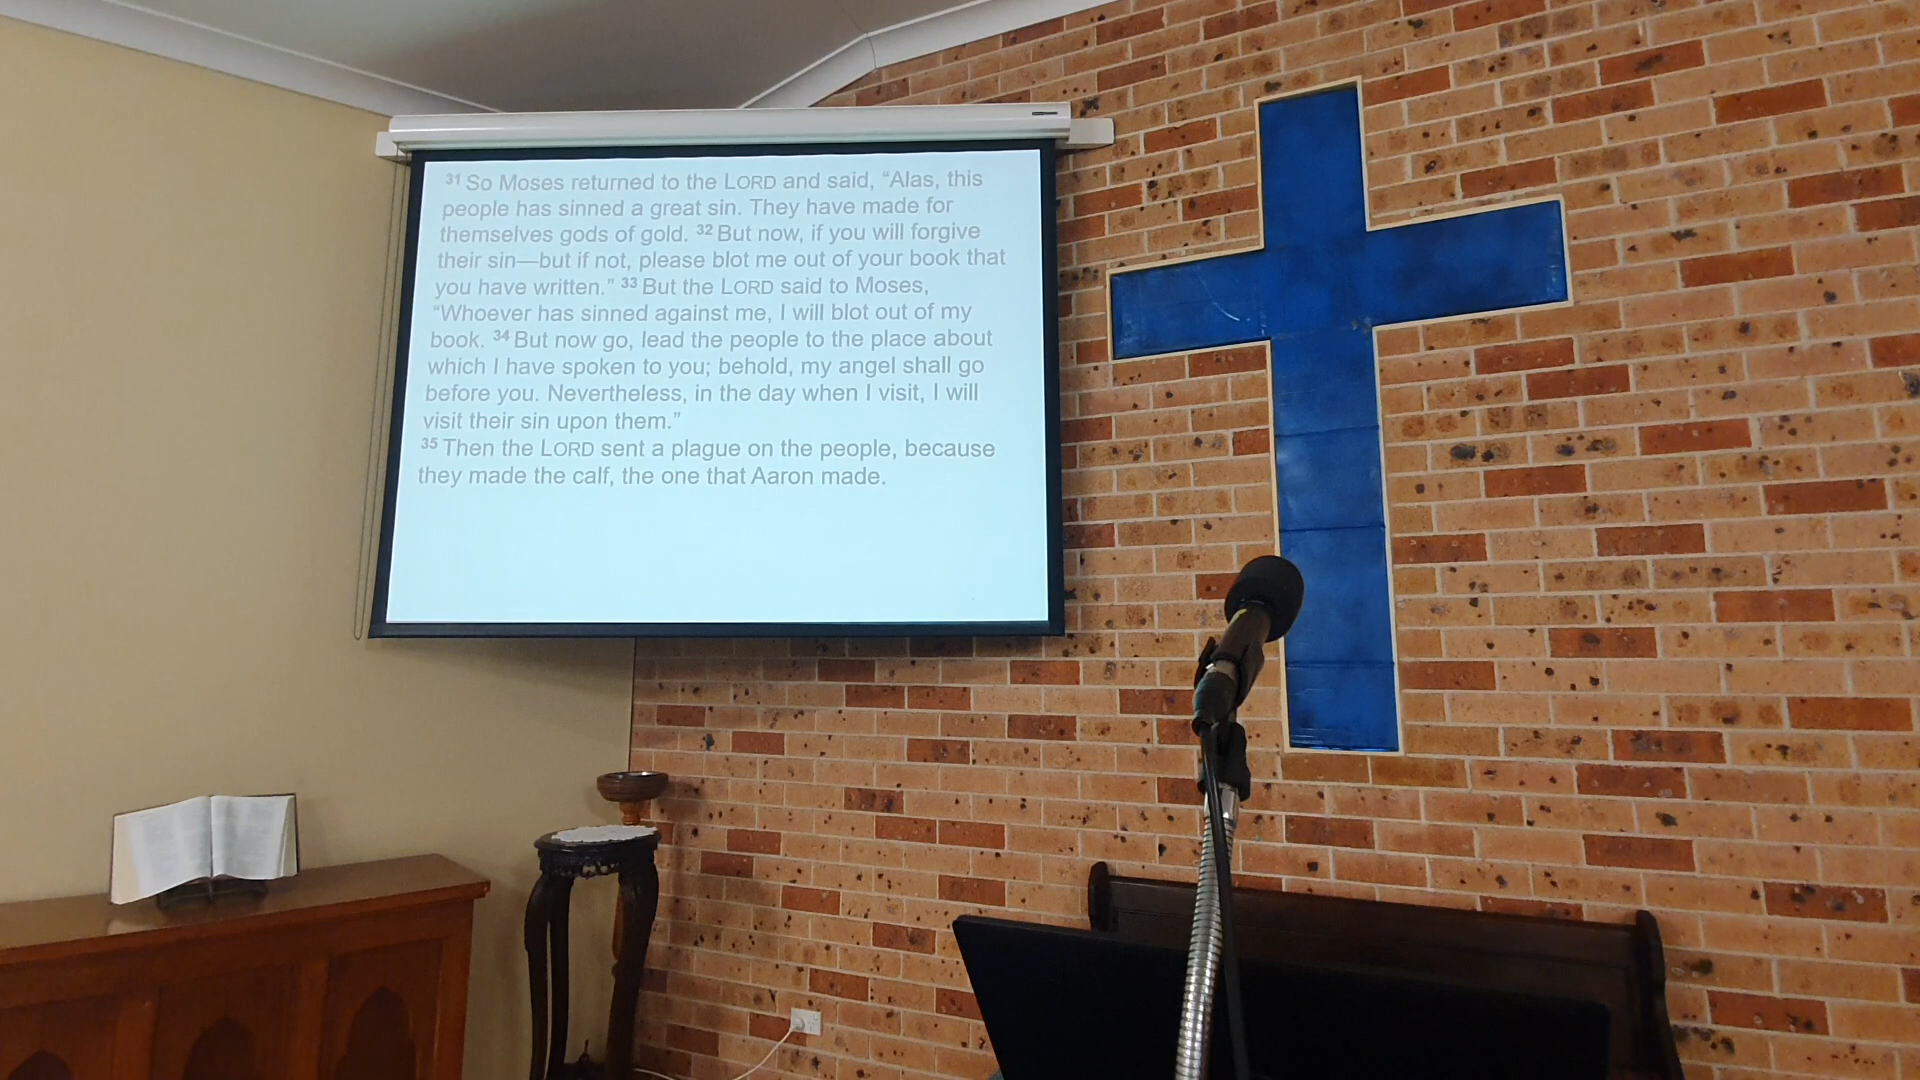 31 So Moses returned to the LORD and said, “Alas, this
people has sinned a great sin. They have made for
themselves gods of gold. 32 But now, if you will forgive
their sin—but if not, please blot me out of your book that
you have written.” 33 But the LORD said to Moses,
“Whoever has sinned against me, I will blot out of my
book. 34 But now go, lead the people to the place about
which I have spoken to you; behold, my angel shall go
before you. Nevertheless, in the day when I visit, I will
visit their sin upon them.”
35 Then the LORD sent a plague on the people, because
they made the calf, the one that Aaron made.